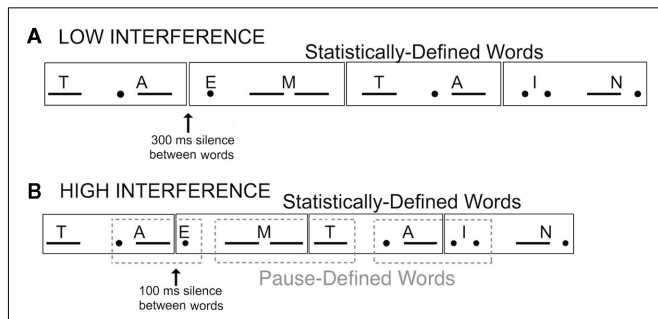 A LOW INTERFERENCE
Statistically-Defined Words
T A E M T A I N
300 ms silence
between words
B HIGH INTERFERENCE
Statistically-Defined Words
T A E M T A I N
Pause-Defined Words
100 ms silence
between words